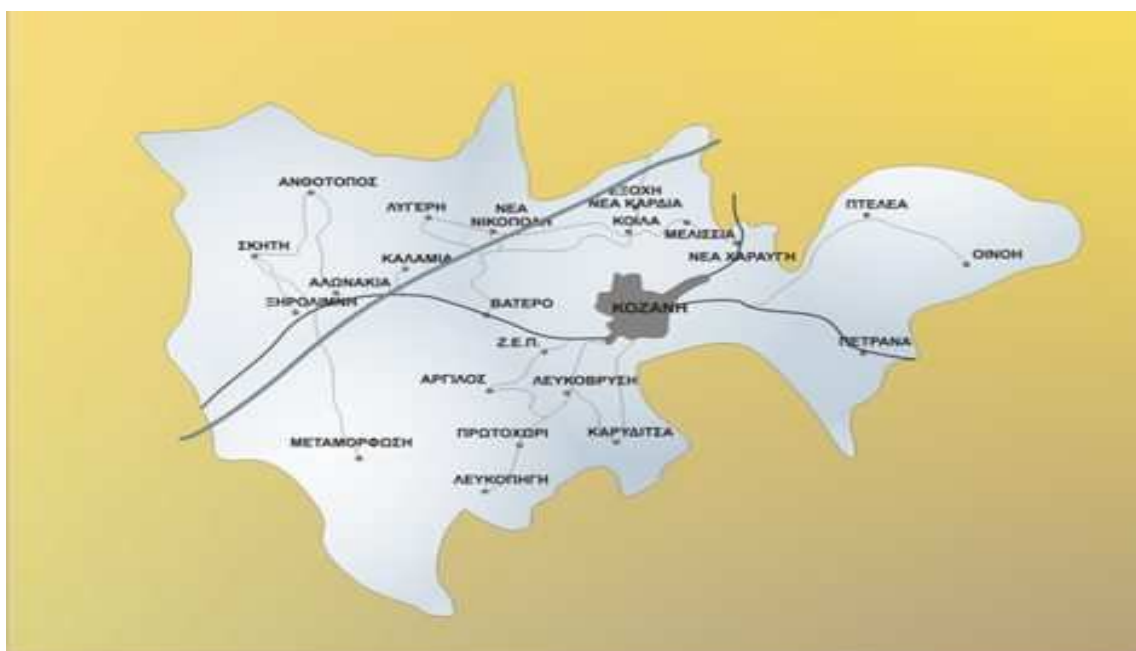 ΑΝΘΟΤΟΠΟΣ
ΛΥΓΕΡΗ
ΝΕΑ
ΝΙΚΟΠΟΛΗ
ΕΞΟΧΗ
ΝΕΑ ΚΑΡΔΙΑ
ΚΟΙΛΑ
ΜΕΛΙΣΣΙΑ
ΝΕΑ ΧΑΡΑΥΓΗ
ΠΤΕΛΕΑ
ΟΙΝΟΗ
ΣΚΗΤΗ
ΚΑΛΑΜΙΑ
ΑΛΩΝΑΚΙΑ
ΞΗΡΟΛΙΜΝΗ
ΒΑΤΕΡΟ
ΚΟΖΑΝΗ
Ζ.Ε.Π.
ΠΕΤΡΑΝΑ
ΑΡΓΙΛΟΣ
ΛΕΥΚΟΒΡΥΣΗ
ΜΕΤΑΜΟΡΦΩΣΗ
ΠΡΩΤΟΧΩΡΙ
ΚΑΡΥΔΙΤΣΑ
ΛΕΥΚΟΠΗΓΗ